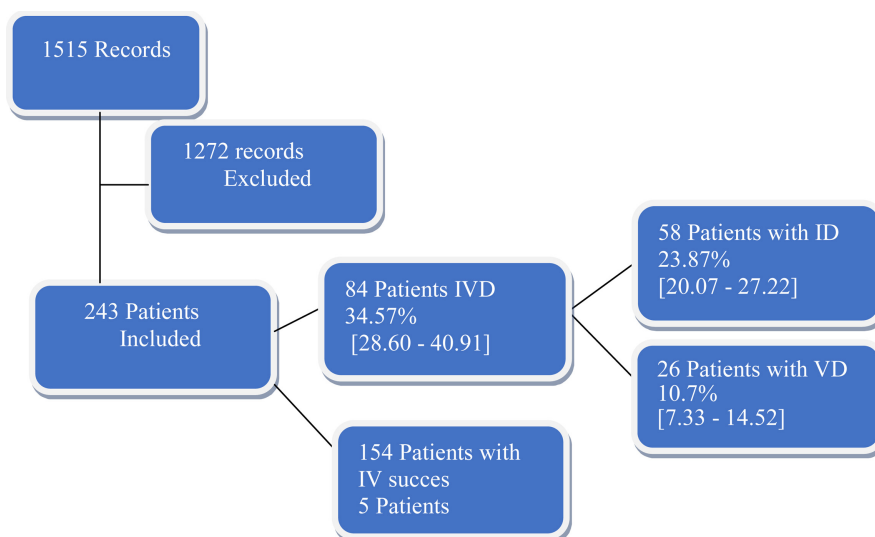 1515 Records
1272 records
Excluded
243 Patients
Included
84 Patients IVD
34.57%
[28.60 - 40.91]
58 Patients with ID
23.87%
[20.07 - 27.22]
26 Patients with VD
10.7%
[7.33 - 14.52]
154 Patients with
IV succes
5 Patients